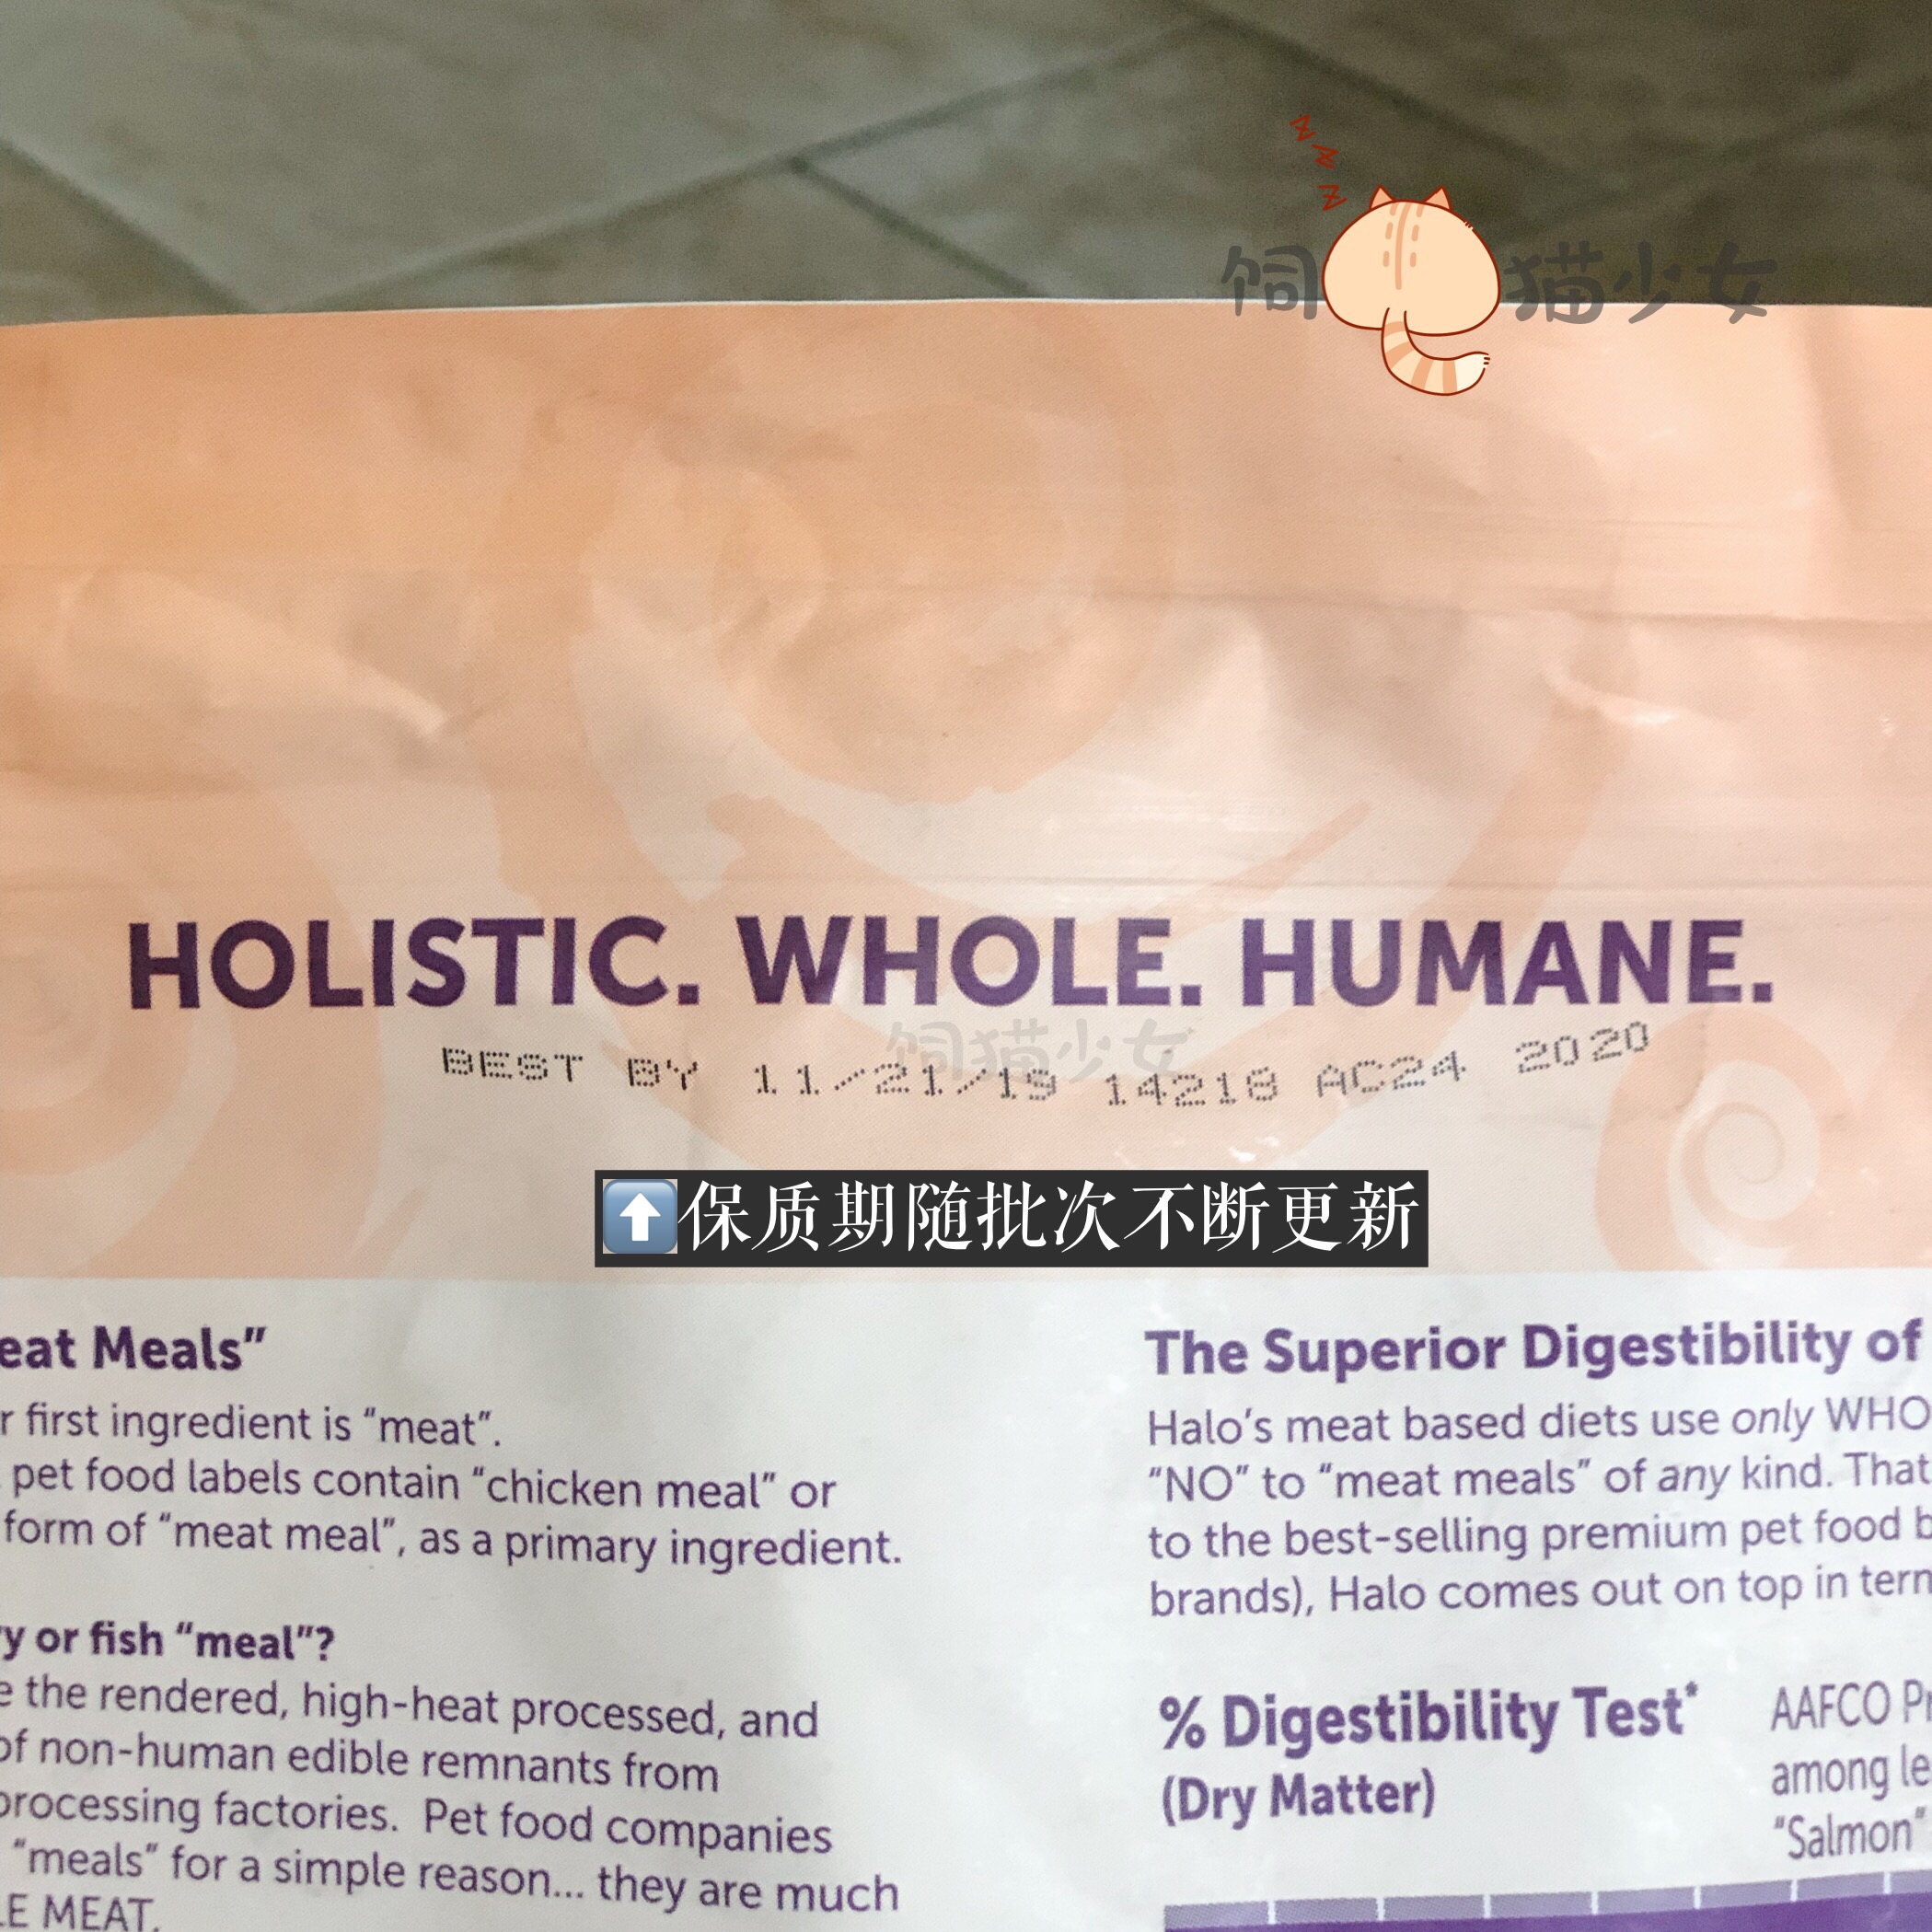 z z z
饲 猫少女
HOLISTIC. WHOLE. HUMANE.
饲猫少女
BEST BY 11/21/19 14218 AC24 2020
⬆保质期随批次不断更新
eat Meals”
r first ingredient is “meat”.
pet food labels contain “chicken meal” or
form of “meat meal”, as a primary ingredient.
y or fish “meal”?
e the rendered, high-heat processed, and
of non-human edible remnants from
processing factories. Pet food companies
“meals” for a simple reason... they are much
LE MEAT.
The Superior Digestibility of
Halo’s meat based diets use only WHO
“NO” to “meat meals” of any kind. That
to the best-selling premium pet food b
brands), Halo comes out on top in term
% Digestibility Test*
(Dry Matter)
AAFCO Pr
among le
“Salmon”